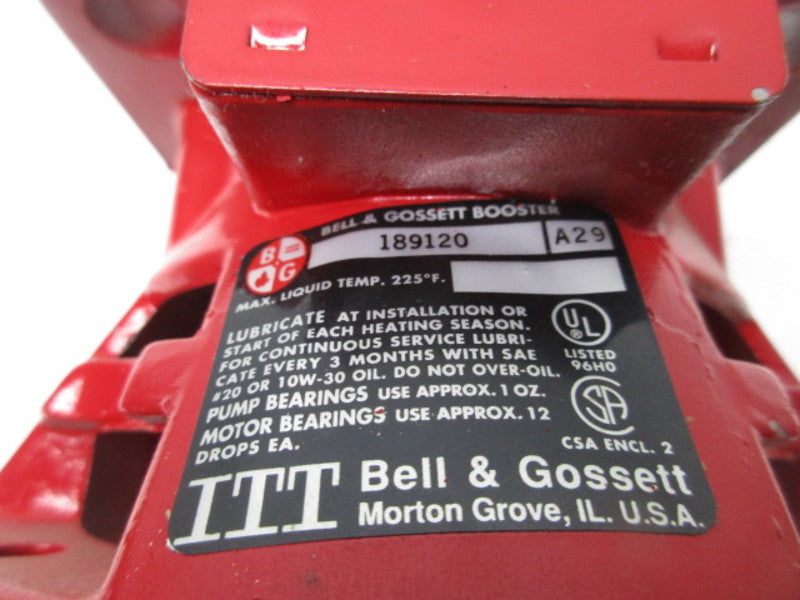 BELL & GOSSETT BOOSTER
189120 A29
B G
MAX. LIQUID TEMP. 225°F.
LUBRICATE AT INSTALLATION OR
START OF EACH HEATING SEASON.
FOR CONTINUOUS SERVICE LUBRI-
CATE EVERY 3 MONTHS WITH SAE
#20 OR 10W-30 OIL. DO NOT OVER-OIL.
PUMP BEARINGS USE APPROX. 1 OZ.
MOTOR BEARINGS USE APPROX. 12
DROPS EA.
UL ®
LISTED
96H0
SA
CSA ENCL. 2
ITT Bell & Gossett
Morton Grove, IL. U.S.A.